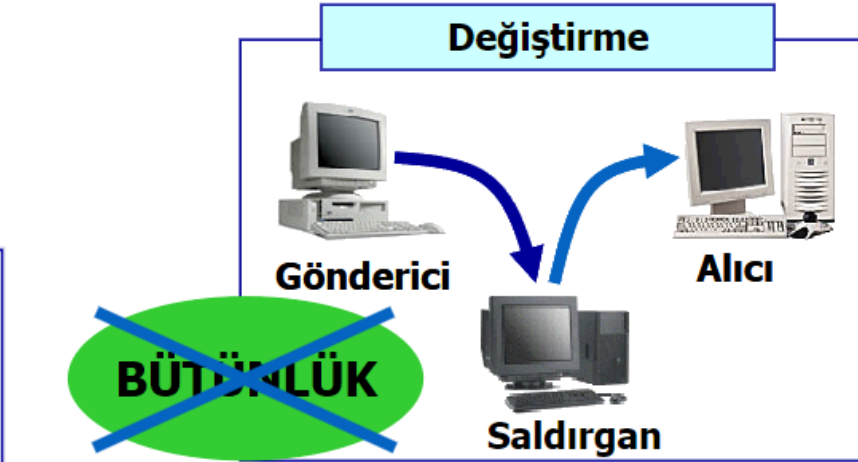 Değiştirme
Gönderici
Alıcı
BÜTÜNLÜK
Saldırgan